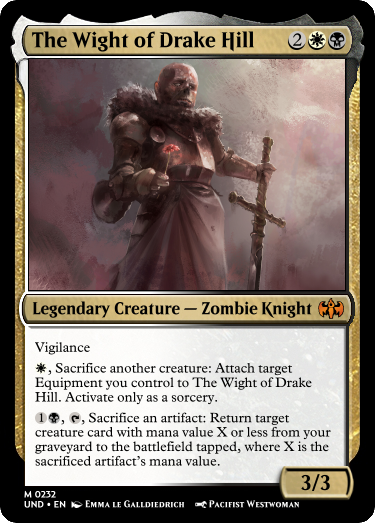 The Wight of Drake Hill 2
Legendary Creature — Zombie Knight
Vigilance
, Sacrifice another creature: Attach target
Equipment you control to The Wight of Drake
Hill. Activate only as a sorcery.
1, , Sacrifice an artifact: Return target
creature card with mana value X or less from your
graveyard to the battlefield tapped, where X is the
sacrificed artifact's mana value.
3/3
M 0232
UND • EN Emma le Galldiedrich Pacifist Westwoman